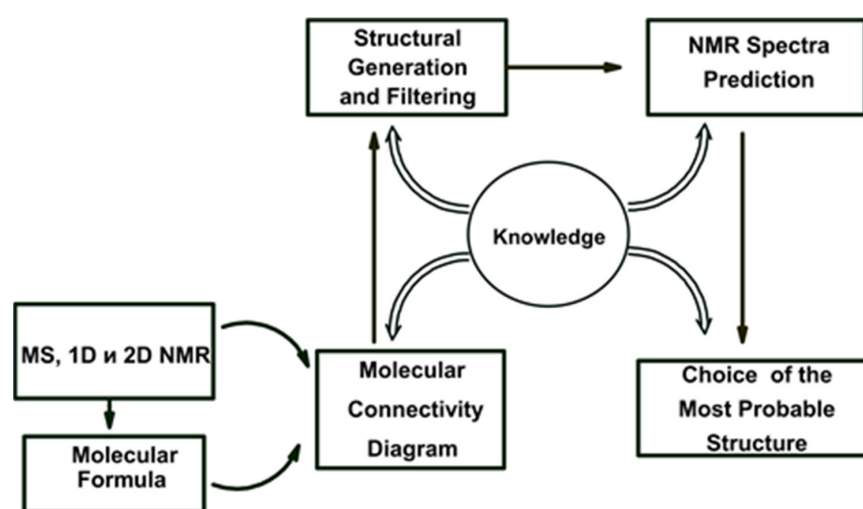 Structural
Generation
and Filtering
NMR Spectra
Prediction
Knowledge
MS, 1D и 2D NMR
Molecular
Formula
Molecular
Connectivity
Diagram
Choice of the
Most Probable
Structure